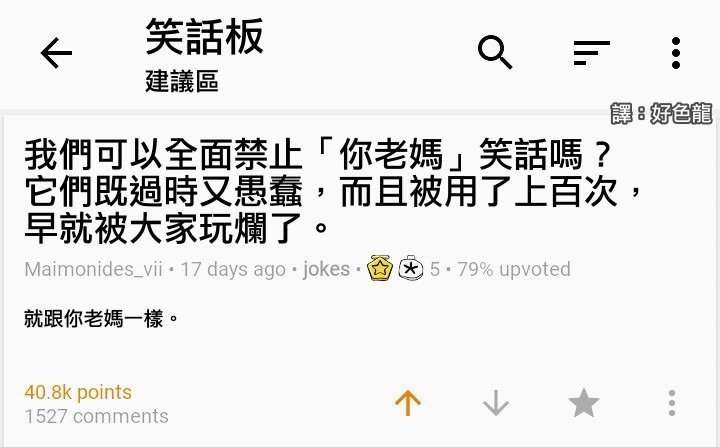 笑話板
建議區
譯：好色龍
我們可以全面禁止「你老媽」笑話嗎？
它們既過時又愚蠢，而且被用了上百次，
早就被大家玩爛了。
Maimonides_vii • 17 days ago • jokes • 5 • 79% upvoted
就跟你老媽一樣。
40.8k points
1527 comments